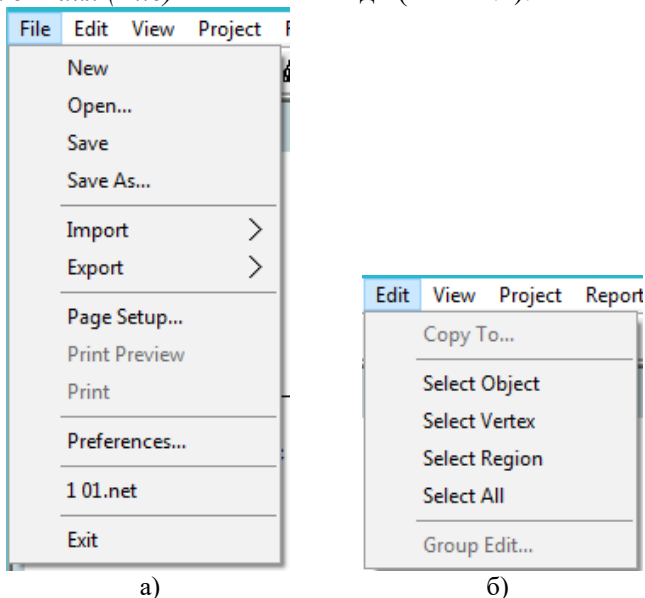 File Edit View Project
New
Open...
Save
Save As...
Import
Export
Page Setup...
Print Preview
Print
Preferences...
1 01.net
Exit
а)
Edit View Project Report
Copy To...
Select Object
Select Vertex
Select Region
Select All
Group Edit...
б)